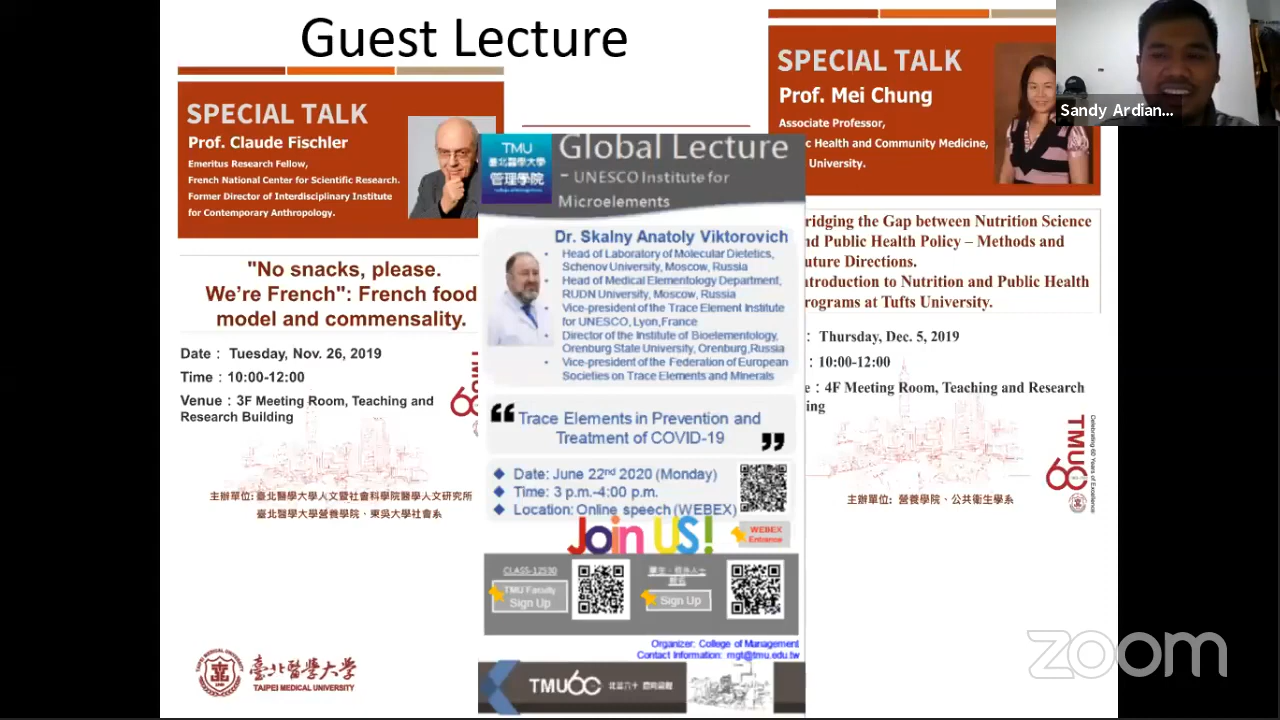 Guest Lecture
SPECIAL TALK
Prof. Claude Fischler
Emeritus Research Fellow,
French National Center for Scientific Research.
Former Director of Interdisciplinary Institute
for Contemporary Anthropology.
"No snacks, please.
We're French": French food
model and commensality.
Date： Tuesday, Nov. 26, 2019
Time：10:00-12:00
Venue：3F Meeting Room, Teaching and
Research Building
主辦單位: 臺北醫學大學人文暨社會科學院醫學人文研究所
臺北醫學大學營養學院、東吳大學社會系
臺北醫學大學
TAIPEI MEDICAL UNIVERSITY
TMU
臺北醫學大學
管理學院
Global Lecture
- UNESCO Institute for
Microelements
Dr. Skalny Anatoly Viktorovich
Head of Laboratory of Molecular Dietetics,
Schenov University, Moscow, Russia
Head of Medical Elementology Department,
RUDN University, Moscow, Russia
Vice-president of the Trace Element Institute
for UNESCO, Lyon,France
Director of the Institute of Bioelementology,
Orenburg State University, Orenburg,Russia
Vice-president of the Federation of European
Societies on Trace Elements and Minerals
“Trace Elements in Prevention and
Treatment of COVID-19”
Date: June 22nd 2020 (Monday)
Time: 3 p.m.-4:00 p.m.
Location: Online speech (WEBEX)
Join US!
WEBEX
Entrance
CLASS-12530
TMU Faculty
Sign Up
Sign Up
Organizer: College of Management
Contact Information: mgt@tmu.edu.tw
TMU60
SPECIAL TALK
Prof. Mei Chung
Associate Professor,
c Health and Community Medicine,
University.
ridging the Gap between Nutrition Science
nd Public Health Policy – Methods and
uture Directions.
ntroduction to Nutrition and Public Health
rograms at Tufts University.
： Thursday, Dec. 5, 2019
：10:00-12:00
e：4F Meeting Room, Teaching and Research
ing
主辦單位: 營養學院、公共衛生學系
TMU60
Celebrating 60 Years of Excellence
Sandy Ardian...
zoom